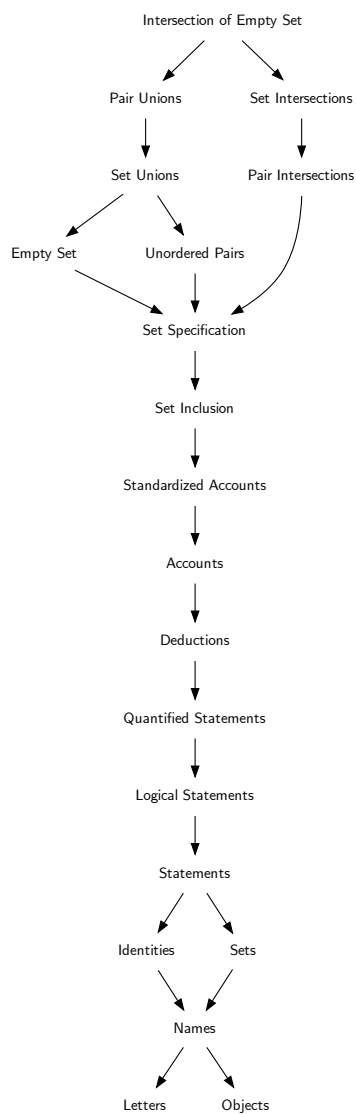 Intersection of Empty Set
Pair Unions
Set Intersections
Set Unions
Pair Intersections
Empty Set
Unordered Pairs
Set Specification
Set Inclusion
Standardized Accounts
Accounts
Deductions
Quantified Statements
Logical Statements
Statements
Identities
Sets
Names
Letters
Objects